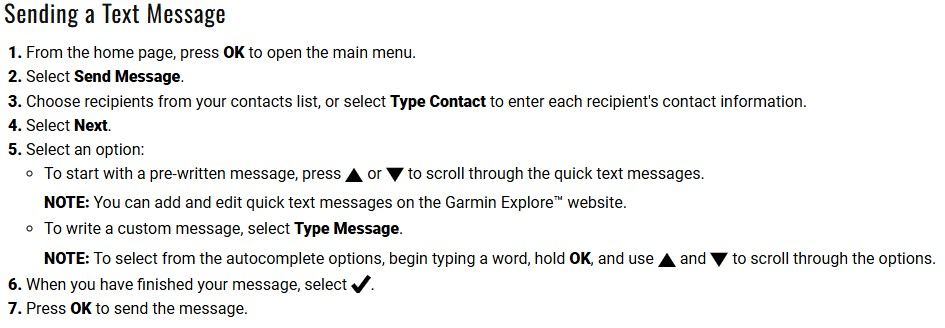 Sending a Text Message
1. From the home page, press OK to open the main menu.
2. Select Send Message.
3. Choose recipients from your contacts list, or select Type Contact to enter each recipient's contact information.
4. Select Next.
5. Select an option:
◦ To start with a pre-written message, press ▲ or ▼ to scroll through the quick text messages.
NOTE: You can add and edit quick text messages on the Garmin Explore™ website.
◦ To write a custom message, select Type Message.
NOTE: To select from the autocomplete options, begin typing a word, hold OK, and use ▲ and ▼ to scroll through the options.
6. When you have finished your message, select ✔.
7. Press OK to send the message.